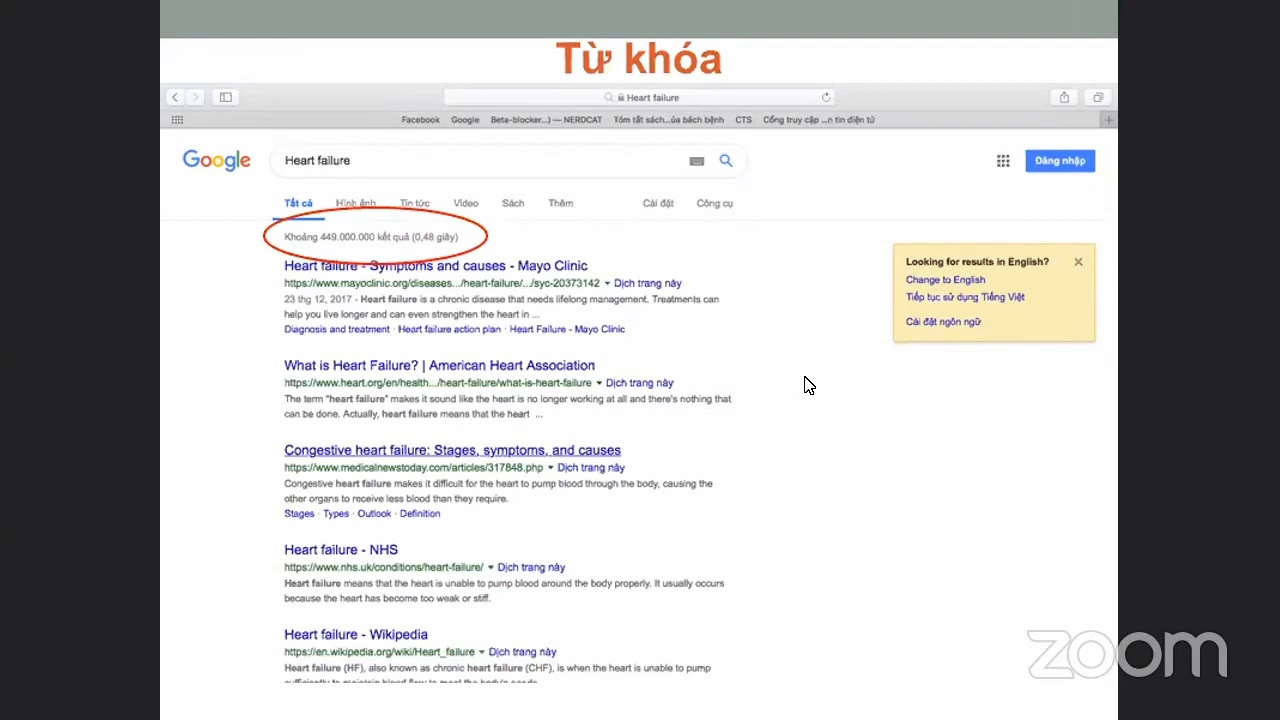 Từ khóa
Heart failure
Facebook Google Beta-blocker...) — NERDCAT Tóm tắt sách...ủa bách bệnh CTS Cổng truy cập ...n tin điện tử
Google Heart failure Đăng nhập
Tất cả Hình ảnh Tin tức Video Sách Thêm Cài đặt Công cụ
Khoảng 449.000.000 kết quả (0,48 giây)
Heart failure - Symptoms and causes - Mayo Clinic
https://www.mayoclinic.org/diseases.../heart-failure/.../syc-20373142 Dịch trang này
23 thg 12, 2017 - Heart failure is a chronic disease that needs lifelong management. Treatments can
help you live longer and can even strengthen the heart in ...
Diagnosis and treatment · Heart failure action plan · Heart Failure - Mayo Clinic
What is Heart Failure? | American Heart Association
https://www.heart.org/en/health.../heart-failure/what-is-heart-failure Dịch trang này
The term "heart failure" makes it sound like the heart is no longer working at all and there's nothing that
can be done. Actually, heart failure means that the heart ...
Congestive heart failure: Stages, symptoms, and causes
https://www.medicalnewstoday.com/articles/317848.php Dịch trang này
Congestive heart failure makes it difficult for the heart to pump blood through the body, causing the
other organs to receive less blood than they require.
Stages · Types · Outlook · Definition
Heart failure - NHS
https://www.nhs.uk/conditions/heart-failure/ Dịch trang này
Heart failure means that the heart is unable to pump blood around the body properly. It usually occurs
because the heart has become too weak or stiff.
Heart failure - Wikipedia
https://en.wikipedia.org/wiki/Heart_failure Dịch trang này
Heart failure (HF), also known as chronic heart failure (CHF), is when the heart is unable to pump
sufficiently to maintain blood flow to meet the body's needs.
Looking for results in English?
Change to English
Tiếp tục sử dụng Tiếng Việt
Cài đặt ngôn ngữ
zoom